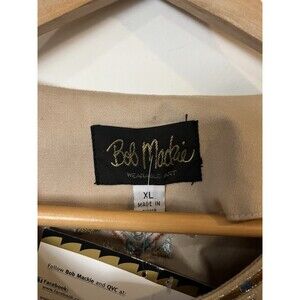 Bob Mackie
WEARABLE ART
XL
MADE IN
Follow Bob Mackie and QVC at:
Facebook